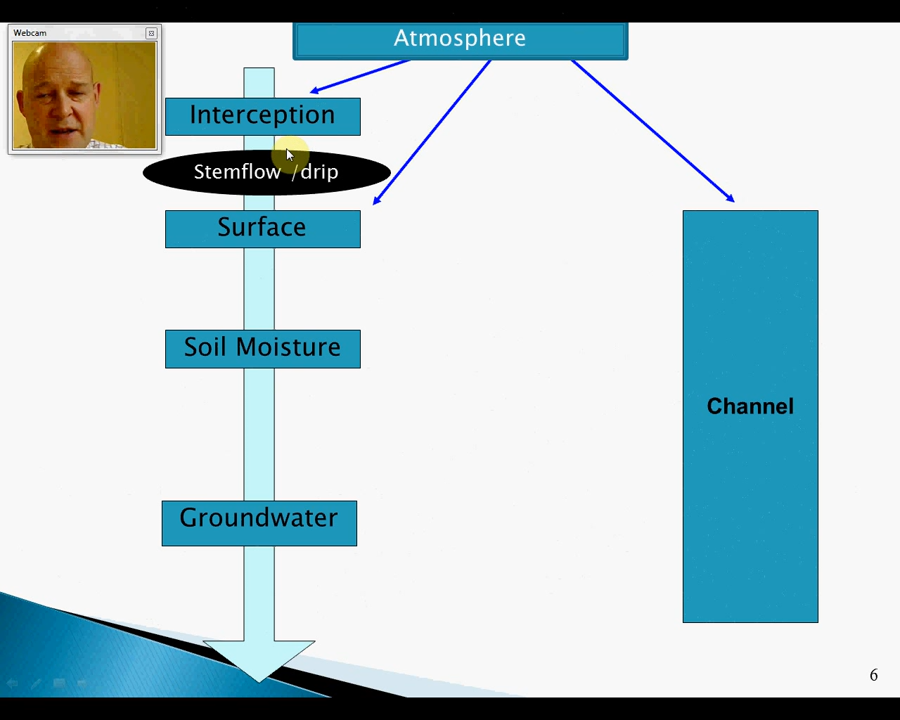 Webcam
Atmosphere
Interception
Stemflow /drip
Surface
Soil Moisture
Channel
Groundwater
6